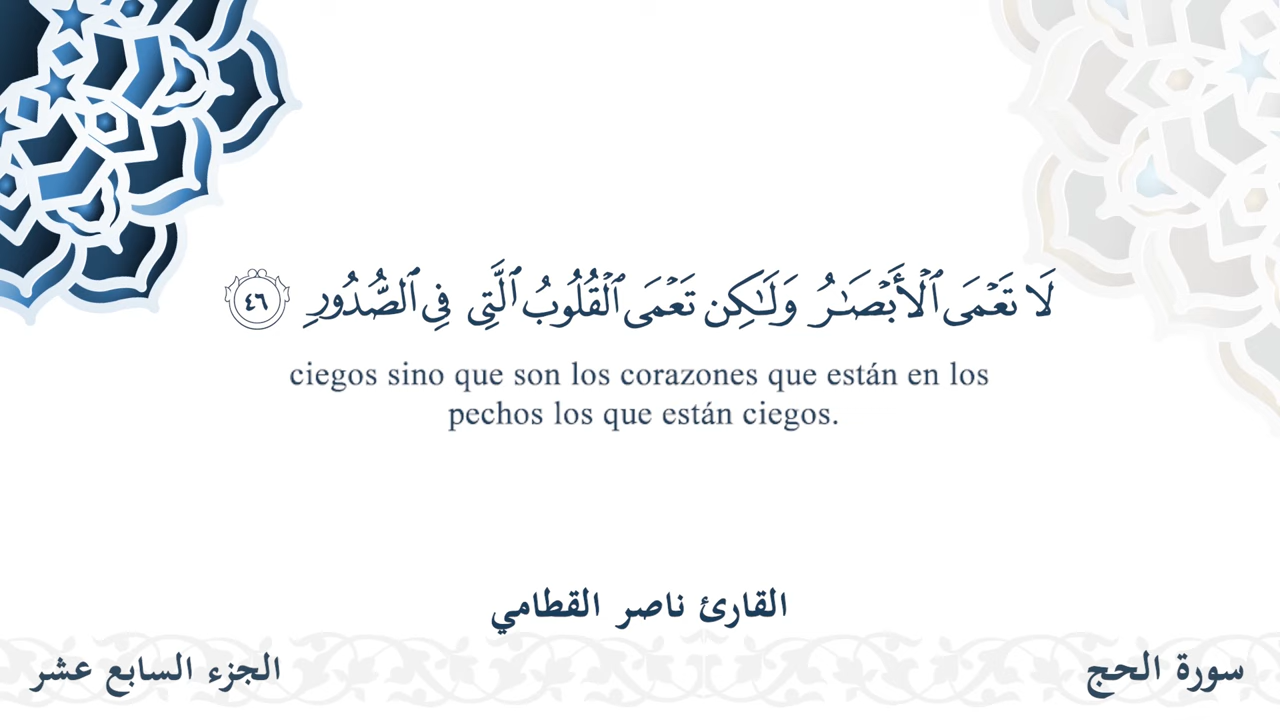 لَا تَعْمَى ٱلْأَبْصَـٰرُ وَلَـٰكِن تَعْمَى ٱلْقُلُوبُ ٱلَّتِى فِى ٱلصُّدُورِ ٤٦
ciegos sino que son los corazones que están en los
pechos los que están ciegos.
القارئ ناصر القطامي
سورة الحج
الجزء السابع عشر